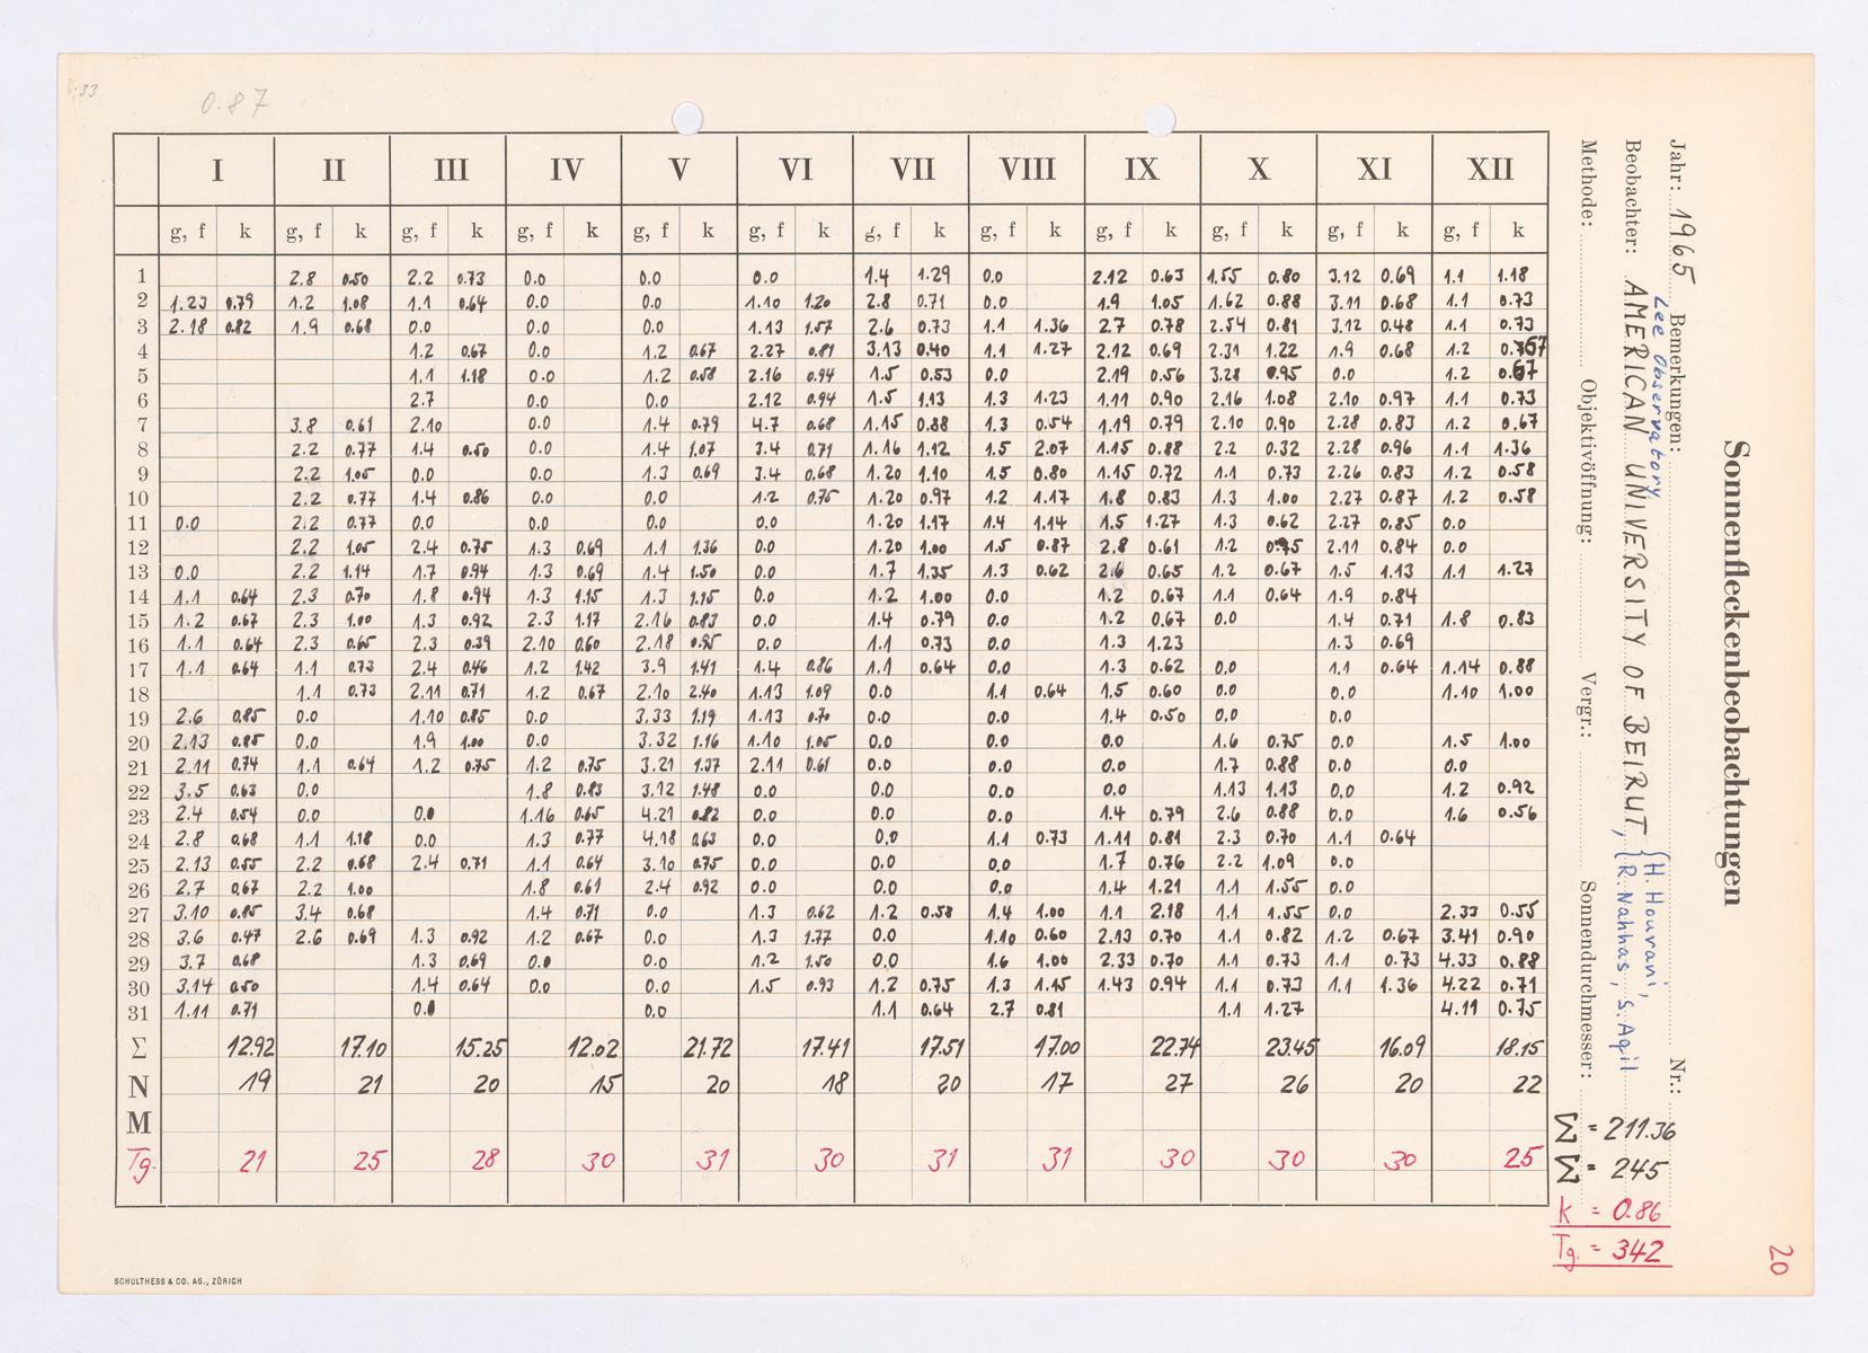 0.87
I II III IV V VI VII VIII IX X XI XII
g, f k g, f k g, f k g, f k g, f k g, f k g, f k g, f k g, f k g, f k g, f k g, f k
1 2.8 0.50 2.2 0.73 0.0 0.0 0.0 1.4 1.29 0.0 2.12 0.63 1.55 0.80 3.12 0.69 1.1 1.18
2 1.23 0.79 1.2 1.08 1.1 0.64 0.0 0.0 1.10 1.20 2.8 0.71 0.0 1.9 1.05 1.62 0.88 3.11 0.68 1.1 0.73
3 2.18 0.82 1.9 0.68 0.0 0.0 0.0 1.13 1.57 2.6 0.73 1.1 1.36 2.7 0.78 2.54 0.81 3.12 0.48 1.1 0.73
4 1.2 0.67 0.0 1.2 0.67 2.27 0.81 3.13 0.40 1.1 1.27 2.12 0.69 2.31 1.22 1.9 0.68 1.2 0.67
5 1.1 1.18 0.0 1.2 0.58 2.16 0.94 1.5 0.53 0.0 2.19 0.56 3.28 0.95 0.0 1.2 0.67
6 2.7 0.0 0.0 2.12 0.94 1.5 1.13 1.3 1.23 1.11 0.90 2.16 1.08 2.10 0.97 1.1 0.73
7 3.8 0.61 2.10 0.0 1.4 0.79 4.7 0.68 1.15 0.88 1.3 0.54 1.19 0.79 2.10 0.90 2.28 0.83 1.2 0.67
8 2.2 0.77 1.4 0.50 0.0 1.4 1.07 3.4 0.71 1.16 1.12 1.5 2.07 1.15 0.88 2.2 0.32 2.28 0.96 1.1 1.36
9 2.2 1.05 0.0 0.0 1.3 0.69 3.4 0.68 1.20 1.10 1.5 0.80 1.15 0.72 1.1 0.73 2.26 0.83 1.2 0.58
10 2.2 0.77 1.4 0.86 0.0 0.0 1.2 0.75 1.20 0.97 1.2 1.17 1.8 0.83 1.3 1.00 2.27 0.87 1.2 0.58
11 0.0 2.2 0.77 0.0 0.0 0.0 0.0 1.20 1.17 1.4 1.14 1.5 1.27 1.3 0.62 2.27 0.85 0.0
12 2.2 1.05 2.4 0.75 1.3 0.69 1.1 1.36 0.0 1.20 1.00 1.5 0.87 2.8 0.61 1.2 0.75 2.11 0.84 0.0
13 0.0 2.2 1.14 1.7 0.94 1.3 0.69 1.4 1.50 0.0 1.7 1.35 1.3 0.62 2.6 0.65 1.2 0.67 1.5 1.13 1.1 1.27
14 1.1 0.64 2.3 0.70 1.8 0.94 1.3 1.15 1.3 1.15 0.0 1.2 1.00 0.0 1.2 0.67 1.1 0.64 1.9 0.84
15 1.2 0.67 2.3 1.00 1.3 0.92 2.3 1.17 2.16 0.83 0.0 1.4 0.79 0.0 1.2 0.67 0.0 1.4 0.71 1.8 0.83
16 1.1 0.64 2.3 0.65 2.3 0.39 2.10 0.60 2.18 0.95 0.0 1.1 0.73 0.0 1.3 1.23 1.3 0.69
17 1.1 0.64 1.1 0.73 2.4 0.46 1.2 1.42 3.9 1.41 1.4 0.86 1.1 0.64 0.0 1.3 0.62 0.0 1.1 0.64 1.14 0.88
18 1.1 0.73 2.11 0.71 1.2 0.67 2.10 2.40 1.13 1.09 0.0 1.1 0.64 1.5 0.60 0.0 0.0 1.10 1.00
19 2.6 0.85 0.0 1.10 0.85 0.0 3.33 1.19 1.13 0.70 0.0 0.0 1.4 0.50 0.0 0.0
20 2.13 0.85 0.0 1.9 1.00 0.0 3.32 1.16 1.10 1.05 0.0 0.0 0.0 1.6 0.75 0.0 1.5 1.00
21 2.11 0.74 1.1 0.64 1.2 0.75 1.2 0.75 3.21 1.37 2.11 0.61 0.0 0.0 0.0 1.7 0.88 0.0 0.0
22 3.5 0.63 0.0 1.8 0.83 3.12 1.48 0.0 0.0 0.0 0.0 1.13 1.13 0.0 1.2 0.92
23 2.4 0.54 0.0 0.0 1.16 0.65 4.21 0.82 0.0 0.0 0.0 1.4 0.79 2.6 0.88 0.0 1.6 0.56
24 2.8 0.68 1.1 1.18 0.0 1.3 0.77 4.18 0.63 0.0 0.0 1.1 0.73 1.11 0.81 2.3 0.70 1.1 0.64
25 2.13 0.55 2.2 0.68 2.4 0.71 1.1 0.64 3.10 0.75 0.0 0.0 0.0 1.7 0.76 2.2 1.09 0.0
26 2.7 0.67 2.2 1.00 1.8 0.61 2.4 0.92 0.0 0.0 0.0 1.4 1.21 1.1 1.55 0.0
27 3.10 0.85 3.4 0.68 1.4 0.71 0.0 1.3 0.62 1.2 0.58 1.4 1.00 1.1 2.18 1.1 1.55 0.0 2.33 0.55
28 3.6 0.47 2.6 0.69 1.3 0.92 1.2 0.67 0.0 1.3 1.77 0.0 1.10 0.60 2.13 0.70 1.1 0.82 1.2 0.67 3.41 0.90
29 3.7 0.68 1.3 0.69 0.0 0.0 1.2 1.50 0.0 1.6 1.00 2.33 0.70 1.1 0.73 1.1 0.73 4.33 0.88
30 3.14 0.50 1.4 0.64 0.0 0.0 1.5 0.93 1.2 0.75 1.3 1.15 1.43 0.94 1.1 0.73 1.1 1.36 4.22 0.71
31 1.11 0.71 0.0 0.0 1.1 0.64 2.7 0.81 1.1 1.27 4.11 0.75
Σ 12.92 17.10 15.25 12.02 21.72 17.41 17.51 17.00 22.74 23.45 16.09 18.15
N 19 21 20 15 20 18 20 17 27 26 20 22
M
Tg. 21 25 28 30 31 30 31 31 30 30 30 25
SCHULTHESS & CO. AG., ZÜRICH
Sonnenfleckenbeobachtungen
Jahr: 1965 Bemerkungen: Nr.:
Lee Observatory {H. Hourani,
Beobachter: AMERICAN UNIVERSITY OF BEIRUT, {R. Nahhas, S. Aqil
Methode: Objektivöffnung: Vergr.: Sonnendurchmesser:
Σ = 211.36
Σ = 245
k = 0.86
Tg. = 342
20